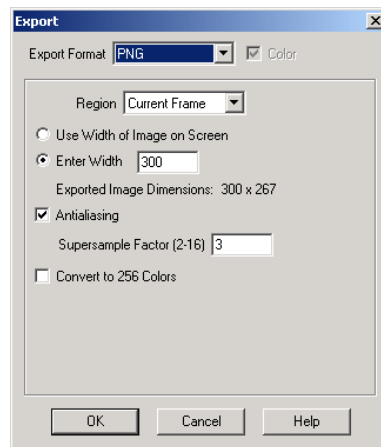 Export
Export Format PNG Color
Region Current Frame
Use Width of Image on Screen
Enter Width 300
Exported Image Dimensions: 300 x 267
Antialiasing
Supersample Factor (2-16) 3
Convert to 256 Colors
OK Cancel Help